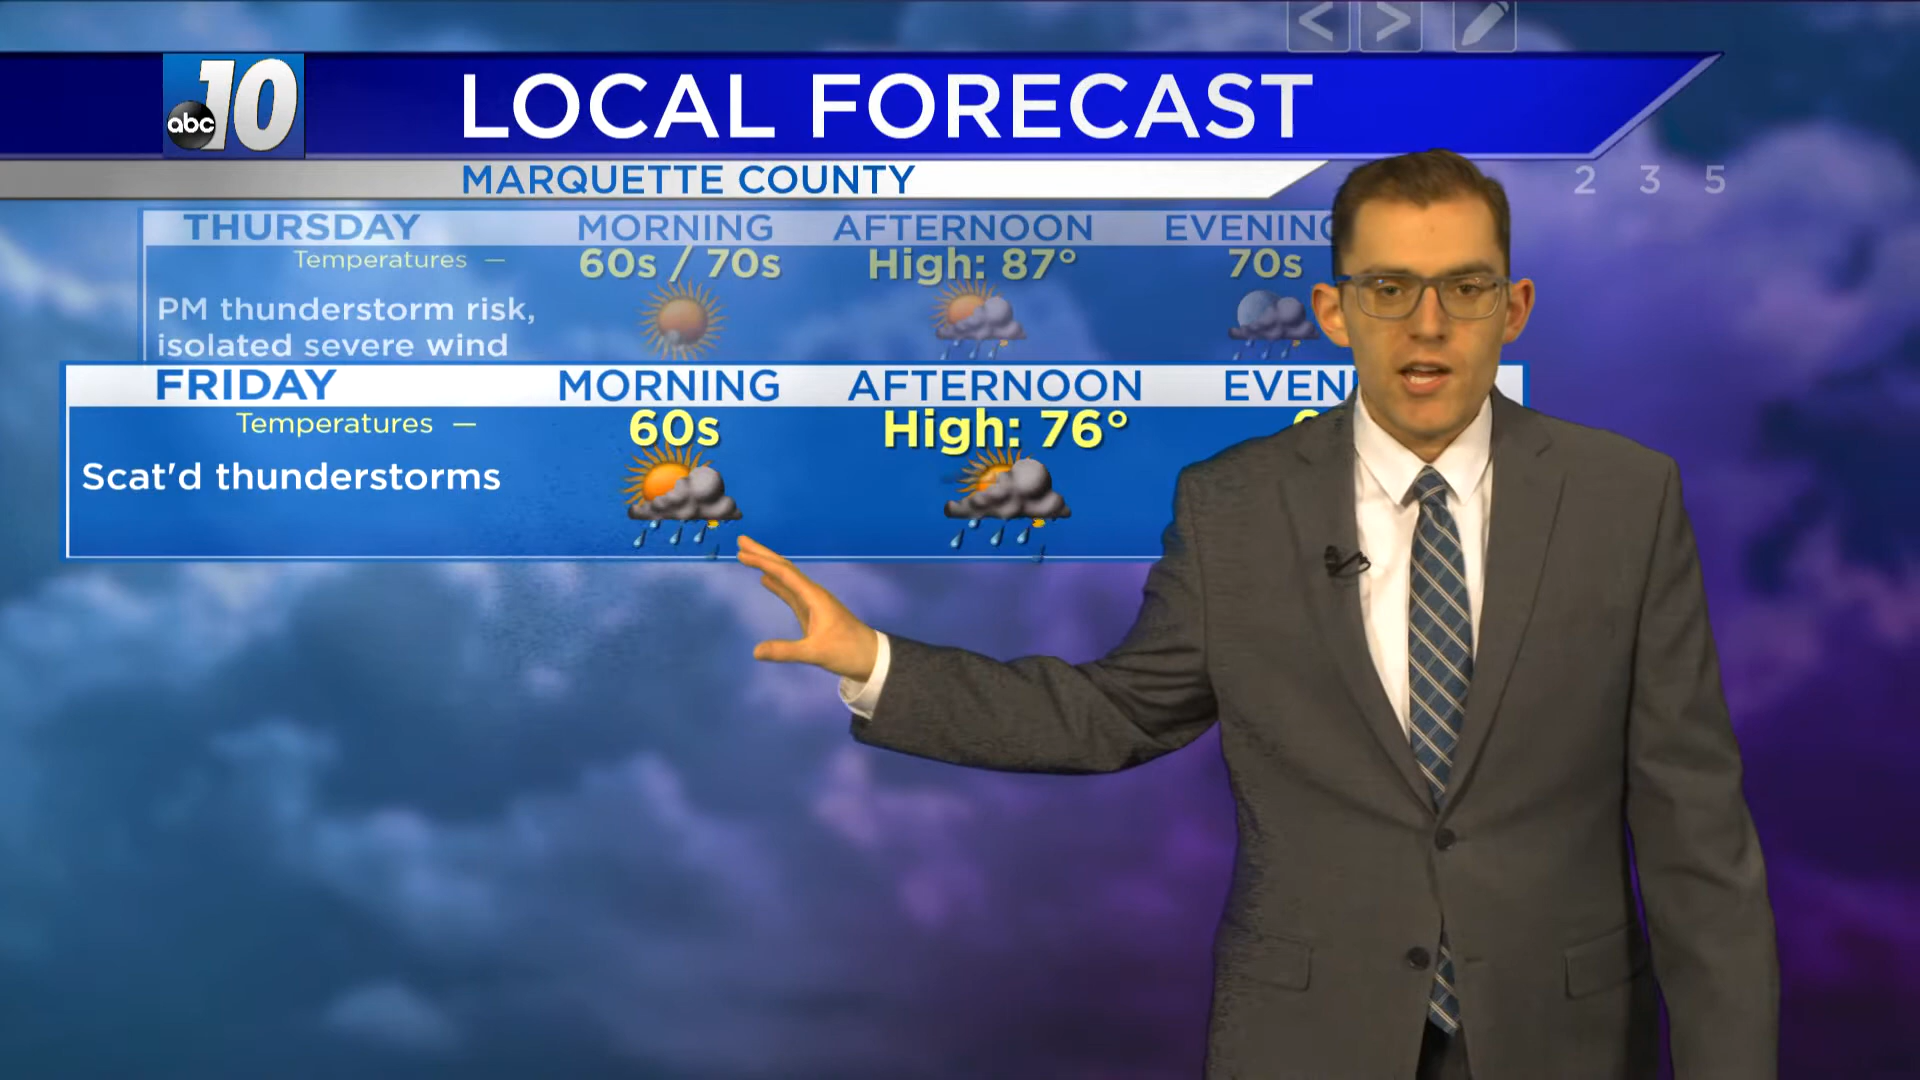 abc 10
LOCAL FORECAST
MARQUETTE COUNTY
2 3 5
THURSDAY MORNING AFTERNOON EVENING
Temperatures — 60s / 70s High: 87° 70s
PM thunderstorm risk,
isolated severe wind
FRIDAY MORNING AFTERNOON
Temperatures — 60s High: 76°
Scat'd thunderstorms